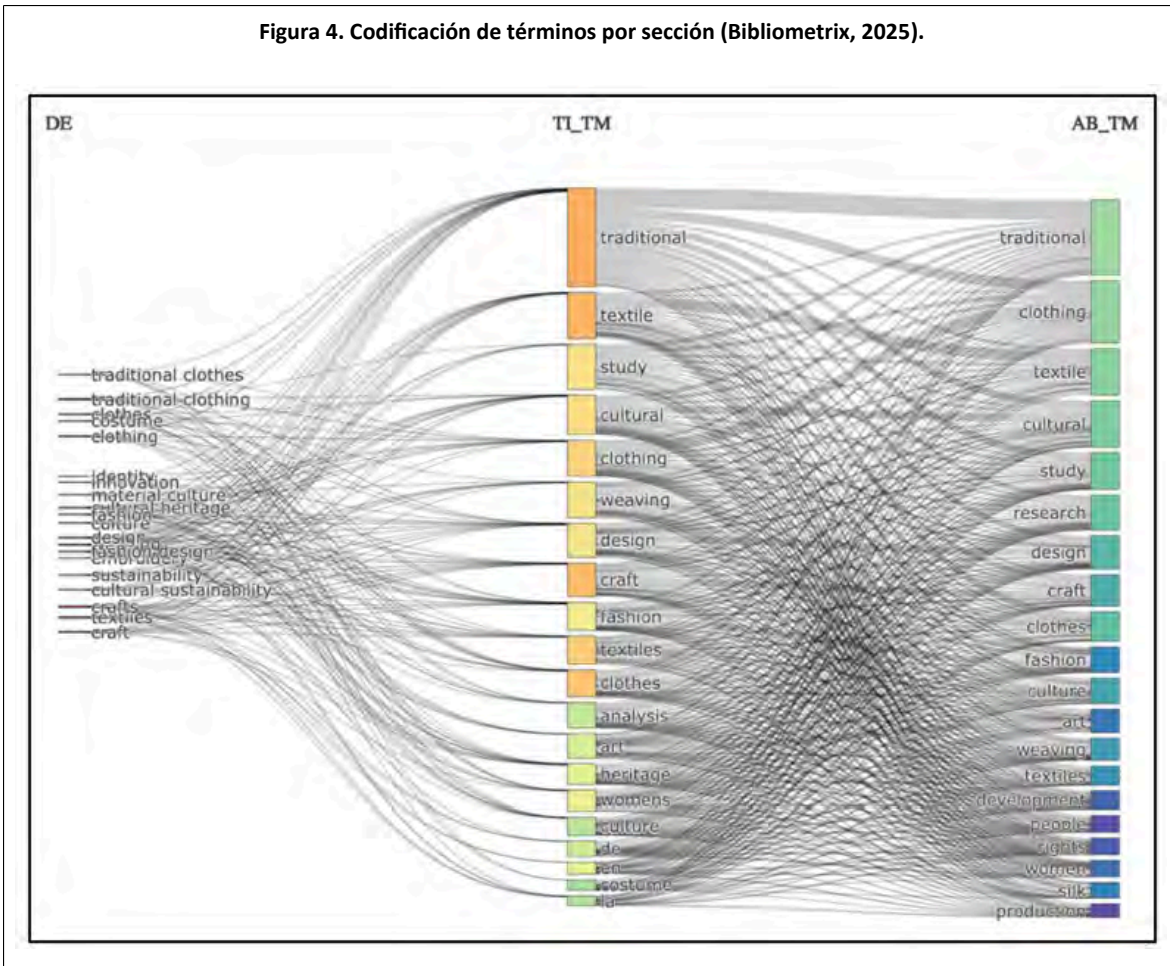 Figura 4. Codificación de términos por sección (Bibliometrix, 2025).
DE
TI_TM
AB_TM
traditional clothes
traditional clothing
clothes
costume
clothing
identity
innovation
material culture
cultural heritage
fashion
culture
design
fashion design
embroidery
sustainability
cultural sustainability
crafts
textiles
craft
traditional
textile
study
cultural
clothing
weaving
design
craft
fashion
textiles
clothes
analysis
art
heritage
womens
culture
de
en
costume
la
traditional
clothing
textile
cultural
study
research
design
craft
clothes
fashion
culture
art
weaving
textiles
development
people
rights
women
silk
production